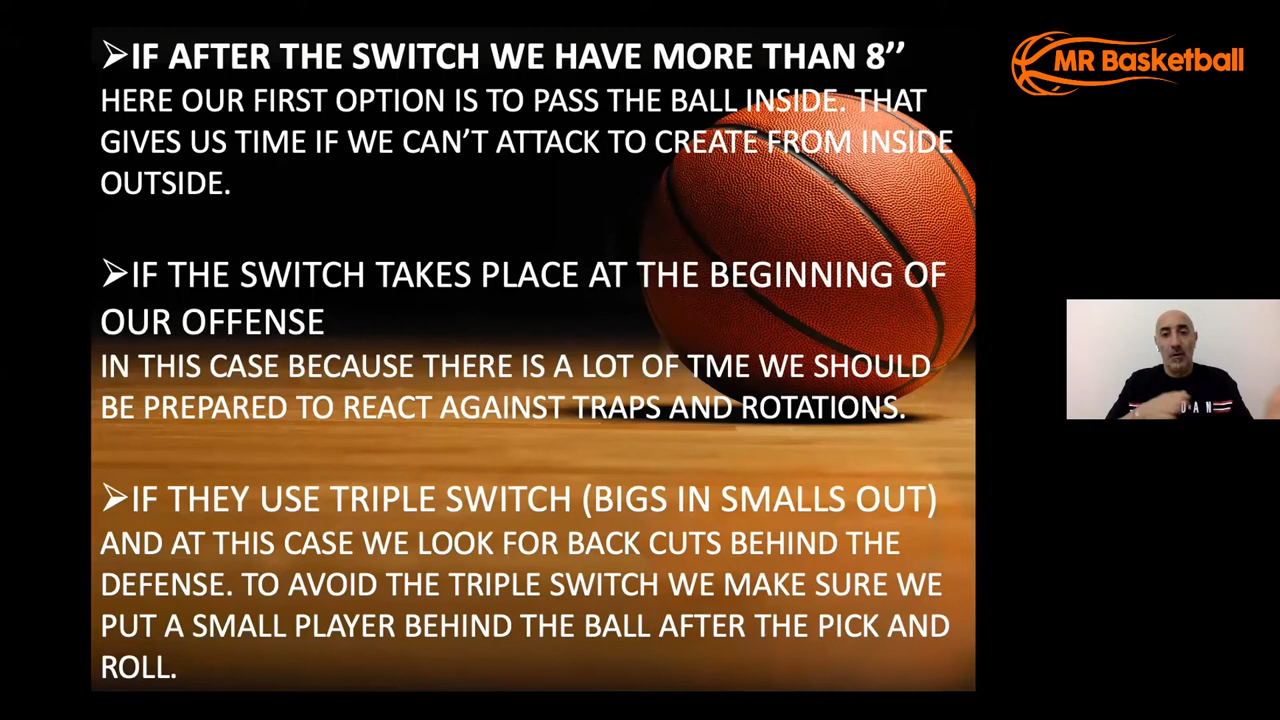 ➢IF AFTER THE SWITCH WE HAVE MORE THAN 8’’
HERE OUR FIRST OPTION IS TO PASS THE BALL INSIDE. THAT
GIVES US TIME IF WE CAN’T ATTACK TO CREATE FROM INSIDE
OUTSIDE.
➢IF THE SWITCH TAKES PLACE AT THE BEGINNING OF
OUR OFFENSE
IN THIS CASE BECAUSE THERE IS A LOT OF TME WE SHOULD
BE PREPARED TO REACT AGAINST TRAPS AND ROTATIONS.
➢IF THEY USE TRIPLE SWITCH (BIGS IN SMALLS OUT)
AND AT THIS CASE WE LOOK FOR BACK CUTS BEHIND THE
DEFENSE. TO AVOID THE TRIPLE SWITCH WE MAKE SURE WE
PUT A SMALL PLAYER BEHIND THE BALL AFTER THE PICK AND
ROLL.
MR Basketball